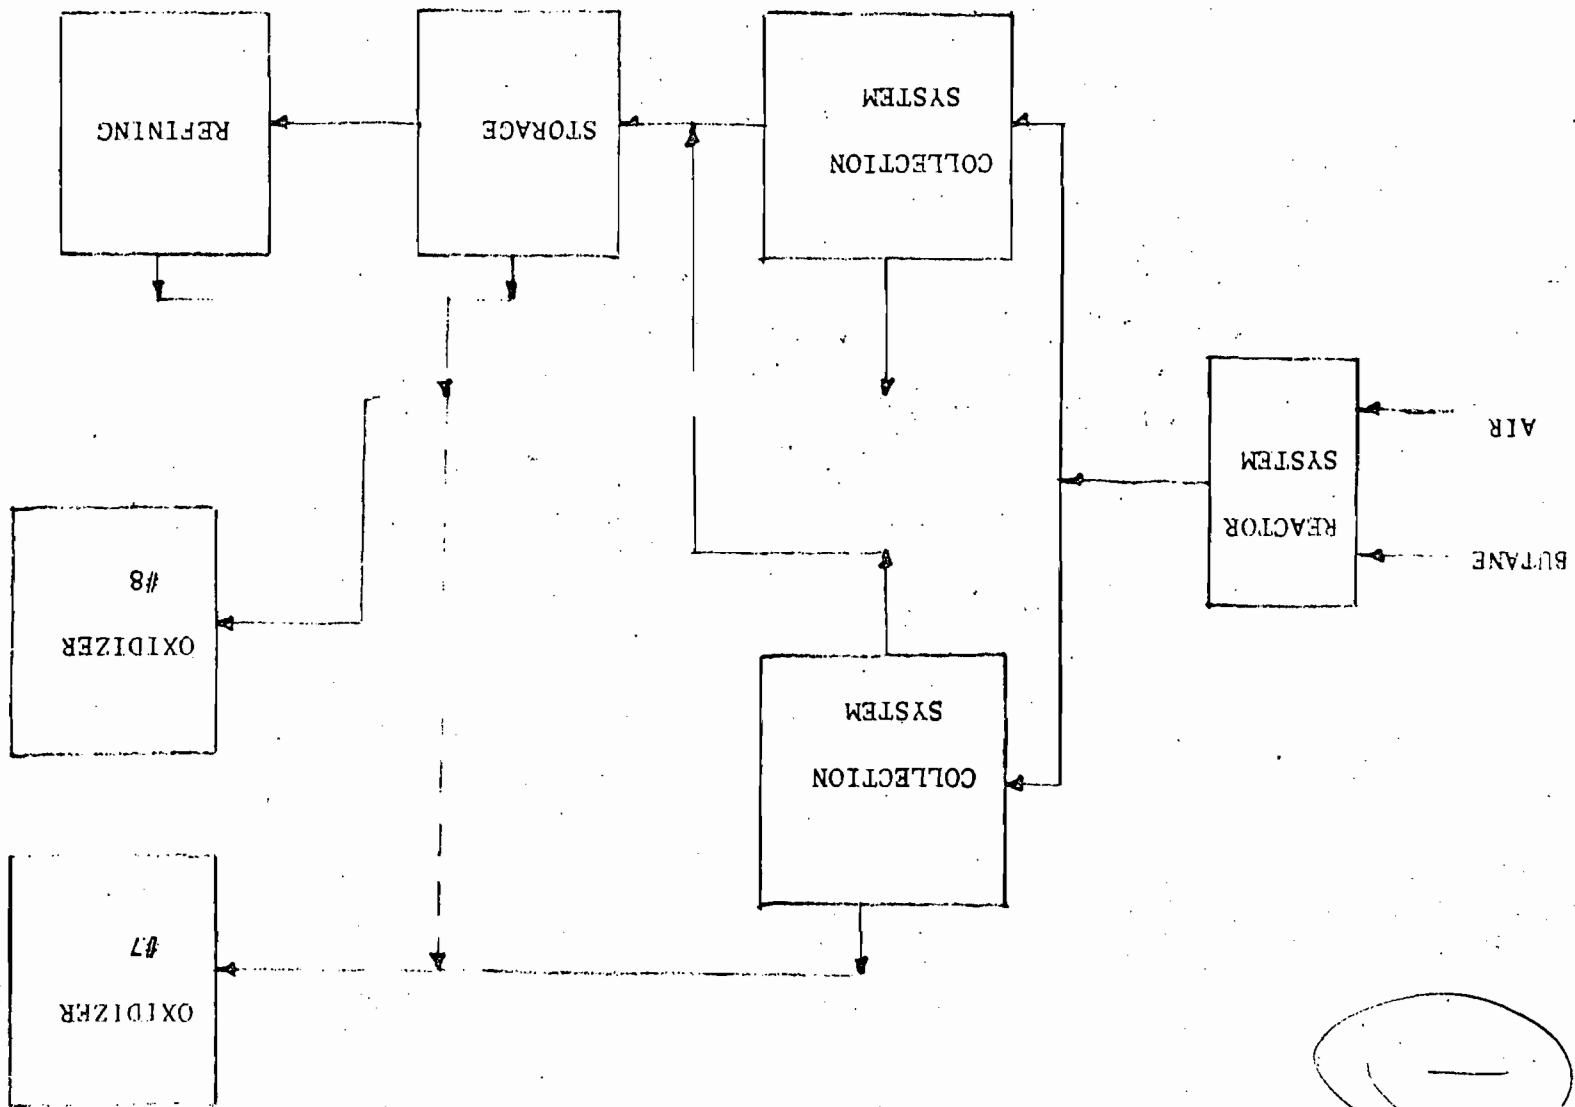 OXIDIZER
#7
COLLECTION
SYSTEM
OXIDIZER
#8
BUTANE
REACTOR
SYSTEM
AIR
COLLECTION
SYSTEM
STORAGE
REFINING